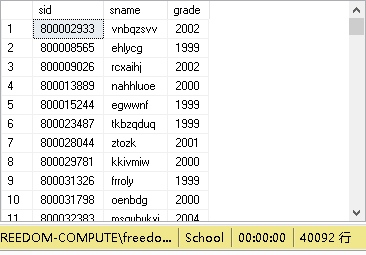 sid sname grade
1 800002933 vnbqzsvv 2002
2 800008565 ehlycg 1999
3 800009026 rcxaihj 2002
4 800013889 nahhluoe 2000
5 800015244 egwwnf 1999
6 800023487 tkbzqduq 1999
7 800028044 ztozk 2001
8 800029781 kkivmiw 2000
9 800031326 frroly 1999
10 800031798 oenbdg 2000
11 800032383 msgubukxi 2004
REEDOM-COMPUTE\freedo... School 00:00:00 40092 行